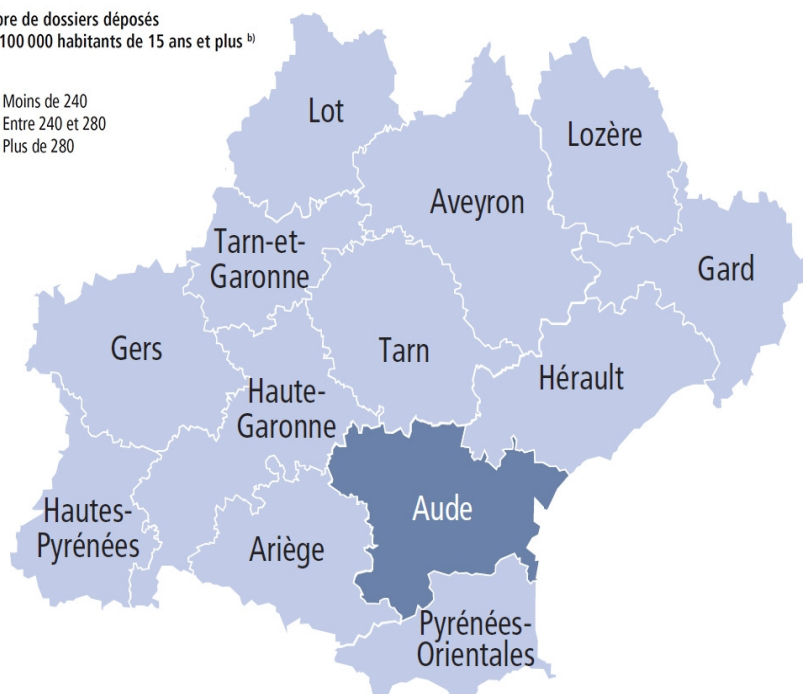 bre de dossiers déposés
100 000 habitants de 15 ans et plus b)
Moins de 240
Entre 240 et 280
Plus de 280
Lot
Lozère
Aveyron
Tarn-et-
Garonne
Gard
Gers
Tarn
Hérault
Haute-
Garonne
Hautes-
Pyrénées
Aude
Ariège
Pyrénées-
Orientales